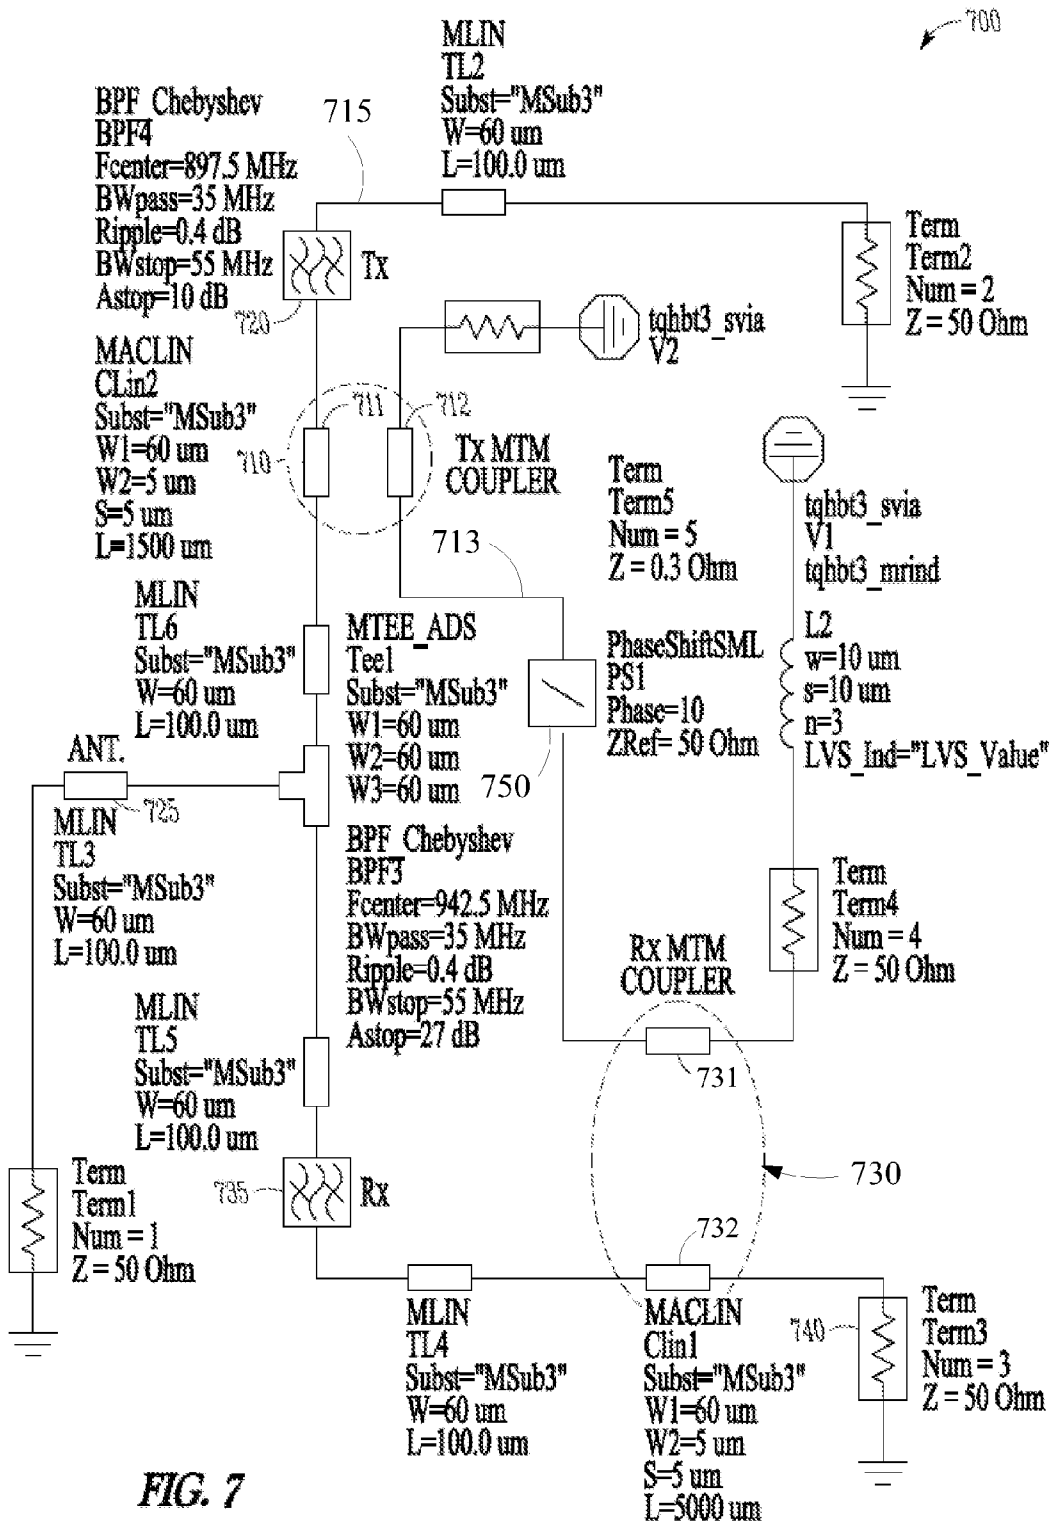 700
MLIN
TL2
Subst="MSub3"
W=60 um
L=100.0 um
BPF_Chebyshev
BPF4
Fcenter=897.5 MHz
BWpass=35 MHz
Ripple=0.4 dB
BWstop=55 MHz
Astop=10 dB
715
Tx
720
Term
Term2
Num = 2
Z = 50 Ohm
tqhbt3_svia
V2
MACLIN
CLin2
Subst="MSub3"
W1=60 um
W2=5 um
S=5 um
L=1500 um
711
712
710
Tx MTM
COUPLER
713
Term
Term5
Num = 5
Z = 0.3 Ohm
tqhbt3_svia
V1
tqhbt3_mrind
L2
w=10 um
s=10 um
n=3
LVS_Ind="LVS_Value"
MLIN
TL6
Subst="MSub3"
W=60 um
L=100.0 um
MTEE_ADS
Tee1
Subst="MSub3"
W1=60 um
W2=60 um
W3=60 um
PhaseShiftSML
PS1
Phase=10
ZRef= 50 Ohm
750
ANT.
725
MLIN
TL3
Subst="MSub3"
W=60 um
L=100.0 um
BPF_Chebyshev
BPF3
Fcenter=942.5 MHz
BWpass=35 MHz
Ripple=0.4 dB
BWstop=55 MHz
Astop=27 dB
Term
Term4
Num = 4
Z = 50 Ohm
Rx MTM
COUPLER
731
MLIN
TL5
Subst="MSub3"
W=60 um
L=100.0 um
730
735
Rx
Term
Term1
Num = 1
Z = 50 Ohm
732
MLIN
TL4
Subst="MSub3"
W=60 um
L=100.0 um
MACLIN
Clin1
Subst="MSub3"
W1=60 um
W2=5 um
S=5 um
L=5000 um
740
Term
Term3
Num = 3
Z = 50 Ohm
FIG. 7